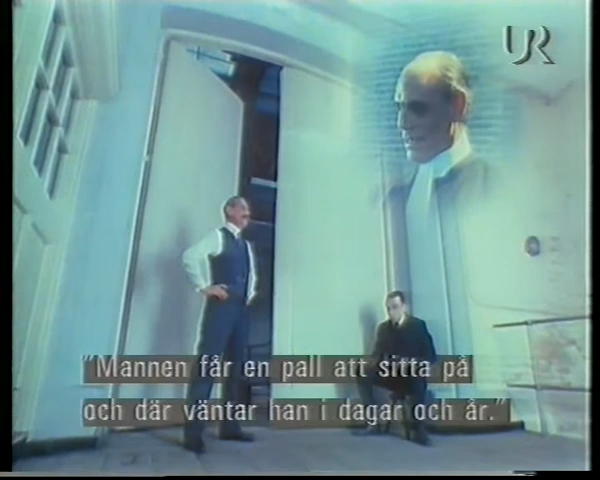 UR
"Mannen får en pall att sitta på
och där väntar han i dagar och år."